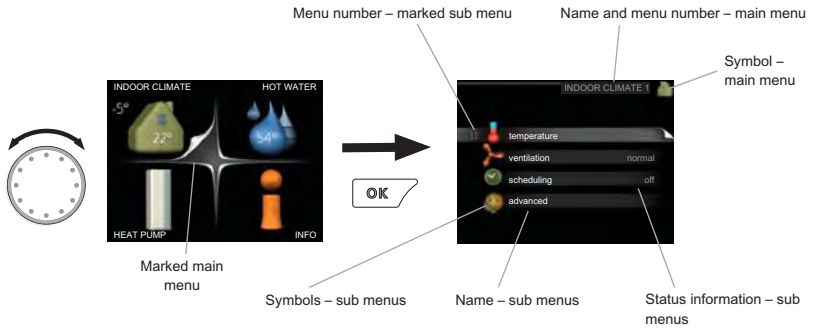 Menu number – marked sub menu
Name and menu number – main menu
Symbol –
main menu
INDOOR CLIMATE
HOT WATER
-5°
22°
54°
HEAT PUMP
INFO
OK
INDOOR CLIMATE 1
temperature
ventilation
normal
scheduling
off
advanced
Marked main
menu
Symbols – sub menus
Name – sub menus
Status information – sub
menus